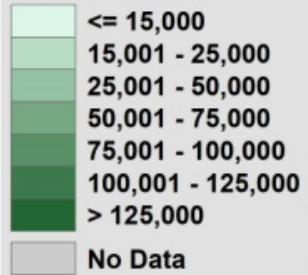 <= 15,000
15,001 - 25,000
25,001 - 50,000
50,001 - 75,000
75,001 - 100,000
100,001 - 125,000
> 125,000
No Data